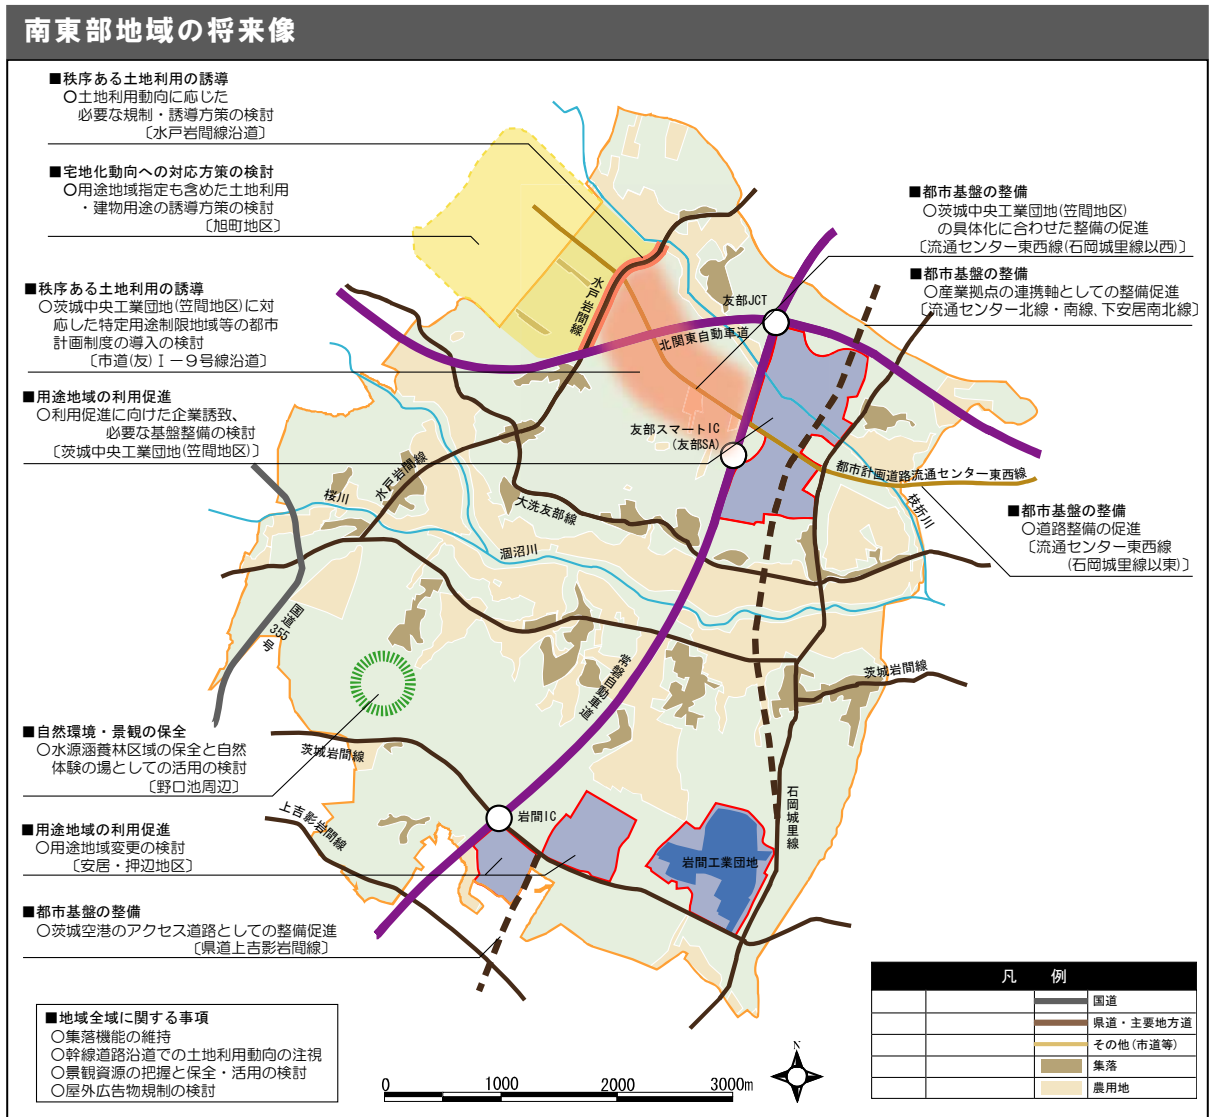 南東部地域の将来像
■秩序ある土地利用の誘導
○土地利用動向に応じた
必要な規制・誘導方策の検討
〔水戸岩間線沿道〕
■宅地化動向への対応方策の検討
○用途地域指定も含めた土地利用
・建物用途の誘導方策の検討
〔旭町地区〕
■秩序ある土地利用の誘導
○茨城中央工業団地(笠間地区)に対
応した特定用途制限地域等の都市
計画制度の導入の検討
〔市道(友)Ⅰ－９号線沿道〕
■用途地域の利用促進
○利用促進に向けた企業誘致、
必要な基盤整備の検討
〔茨城中央工業団地(笠間地区)〕
■都市基盤の整備
○茨城中央工業団地(笠間地区)
の具体化に合わせた整備の促進
〔流通センター東西線(石岡城里線以西)〕
■都市基盤の整備
○産業拠点の連携軸としての整備促進
〔流通センター北線・南線、下安居南北線〕
■都市基盤の整備
○道路整備の促進
〔流通センター東西線
(石岡城里線以東)〕
水戸岩間線
友部JCT
北関東自動車道
友部スマートIC
(友部SA)
都市計画道路流通センター東西線
枝折川
桜川
水戸岩間線
大洗友部線
涸沼川
国道355号
常磐自動車道
茨城岩間線
茨城岩間線
上吉影岩間線
岩間IC
岩間工業団地
石岡城里線
■自然環境・景観の保全
○水源涵養林区域の保全と自然
体験の場としての活用の検討
〔野口池周辺〕
■用途地域の利用促進
○用途地域変更の検討
〔安居・押辺地区〕
■都市基盤の整備
○茨城空港のアクセス道路としての整備促進
〔県道上吉影岩間線〕
■地域全域に関する事項
○集落機能の維持
○幹線道路沿道での土地利用動向の注視
○景観資源の把握と保全・活用の検討
○屋外広告物規制の検討
0 1000 2000 3000m
N
凡 例
国道
県道・主要地方道
その他(市道等)
集落
農用地